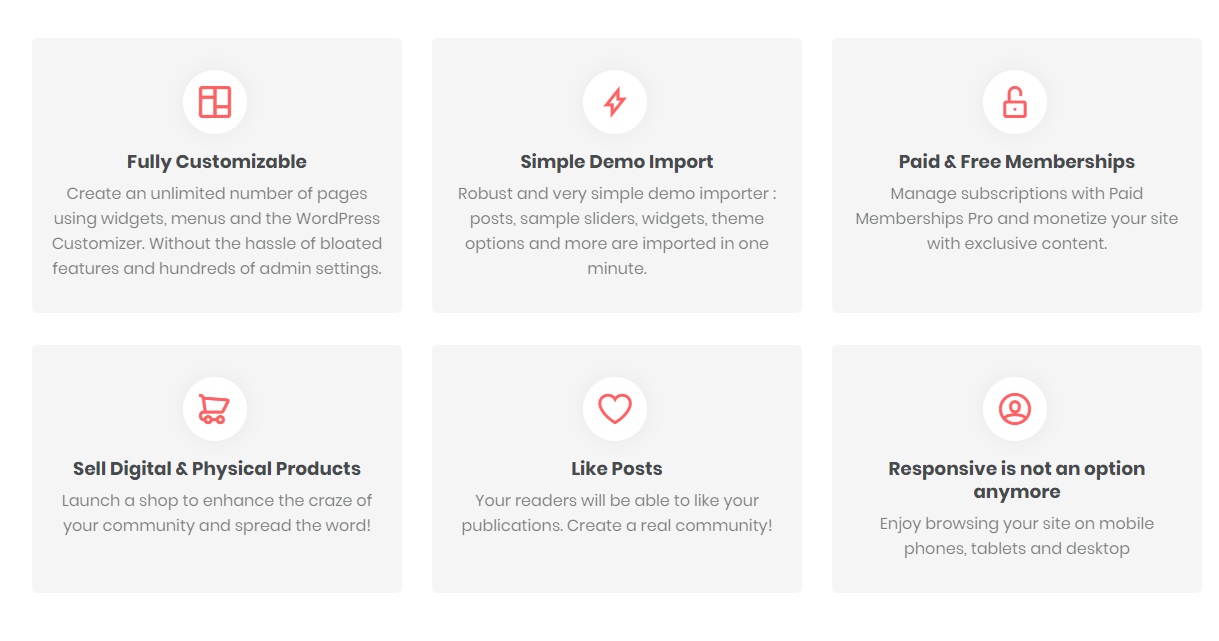 Fully Customizable
Create an unlimited number of pages
using widgets, menus and the WordPress
Customizer. Without the hassle of bloated
features and hundreds of admin settings.
Simple Demo Import
Robust and very simple demo importer :
posts, sample sliders, widgets, theme
options and more are imported in one
minute.
Paid & Free Memberships
Manage subscriptions with Paid
Memberships Pro and monetize your site
with exclusive content.
Sell Digital & Physical Products
Launch a shop to enhance the craze of
your community and spread the word!
Like Posts
Your readers will be able to like your
publications. Create a real community!
Responsive is not an option
anymore
Enjoy browsing your site on mobile
phones, tablets and desktop